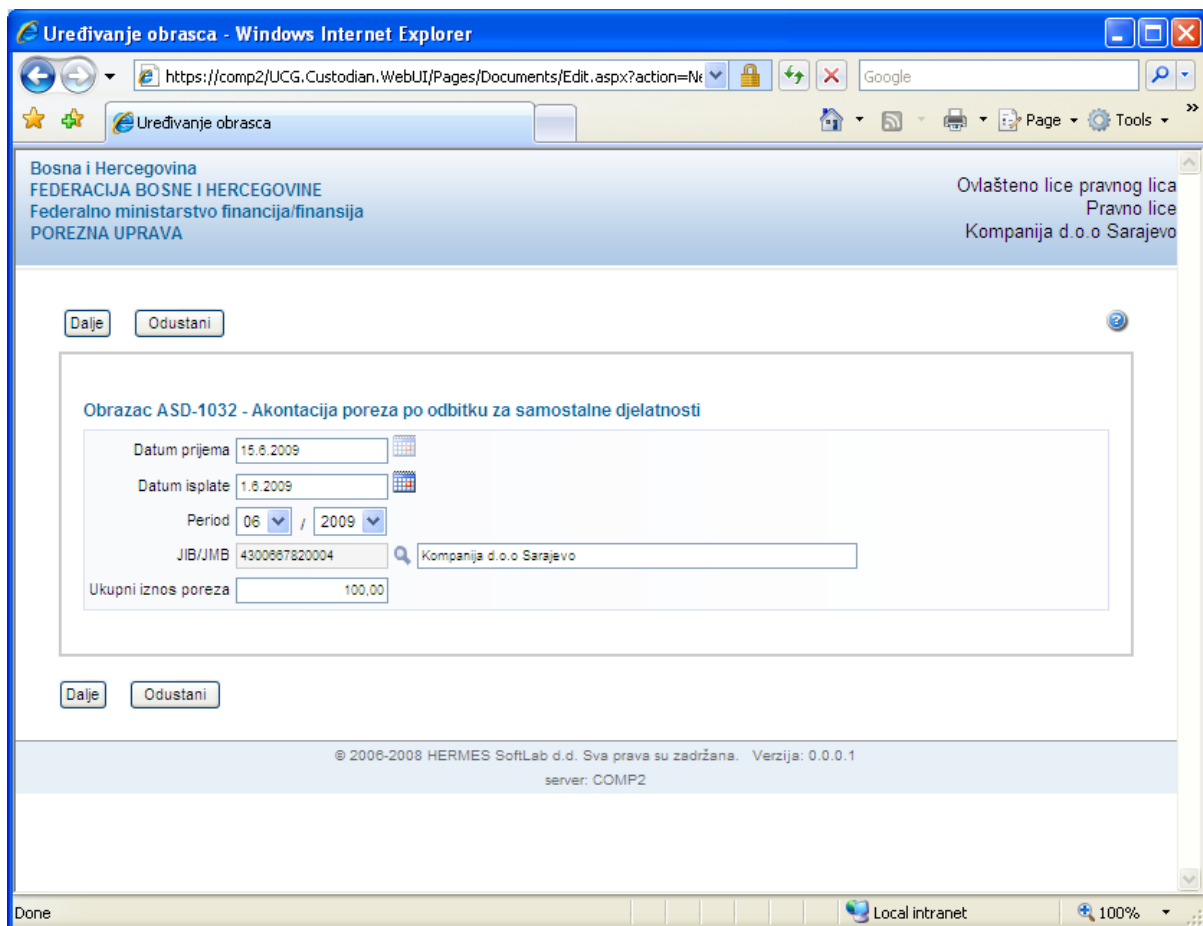 Uređivanje obrasca - Windows Internet Explorer
https://comp2/UCG.Custodian.WebUI/Pages/Documents/Edit.aspx?action=Ne
Google
Uređivanje obrasca
Page
Tools
Bosna i Hercegovina
FEDERACIJA BOSNE I HERCEGOVINE
Federalno ministarstvo financija/finansija
POREZNA UPRAVA
Ovlašteno lice pravnog lica
Pravno lice
Kompanija d.o.o Sarajevo
Dalje Odustani
Obrazac ASD-1032 - Akontacija poreza po odbitku za samostalne djelatnosti
Datum prijema 15.6.2009
Datum isplate 1.6.2009
Period 06 / 2009
JIB/JMB 4300667820004 Kompanija d.o.o Sarajevo
Ukupni iznos poreza 100,00
Dalje Odustani
© 2006-2008 HERMES SoftLab d.d. Sva prava su zadržana. Verzija: 0.0.0.1
server: COMP2
Done Local intranet 100%